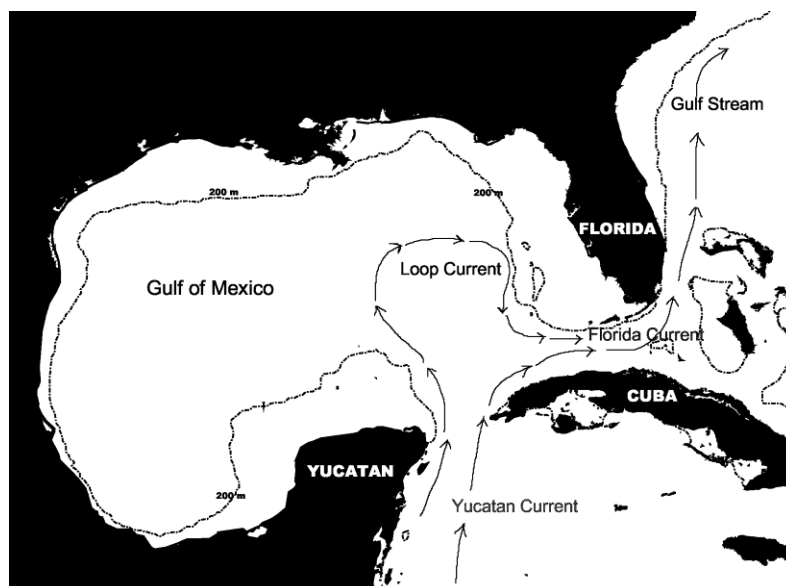 Gulf Stream
200 m
200 m
FLORIDA
Loop Current
Gulf of Mexico
Florida Current
CUBA
YUCATAN
200 m
Yucatan Current